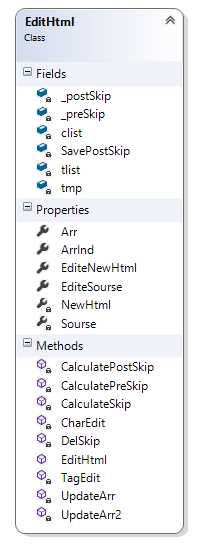 EditHtml
Class
Fields
_postSkip
_preSkip
clist
SavePostSkip
tlist
tmp
Properties
Arr
ArrInd
EditeNewHtml
EditeSourse
NewHtml
Sourse
Methods
CalculatePostSkip
CalculatePreSkip
CalculateSkip
CharEdit
DelSkip
EditHtml
TagEdit
UpdateArr
UpdateArr2